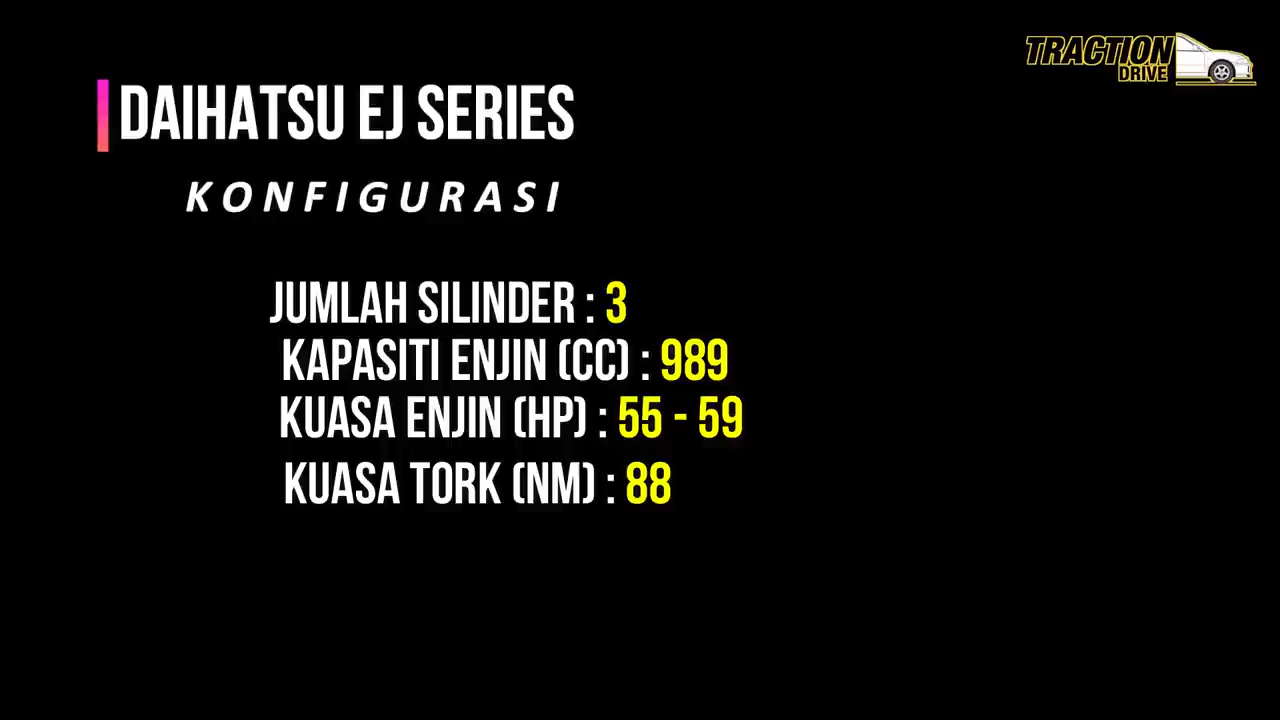 TRACTION
DRIVE
DAIHATSU EJ SERIES
KONFIGURASI
JUMLAH SILINDER : 3
KAPASITI ENJIN (CC) : 989
KUASA ENJIN (HP) : 55 - 59
KUASA TORK (NM) : 88